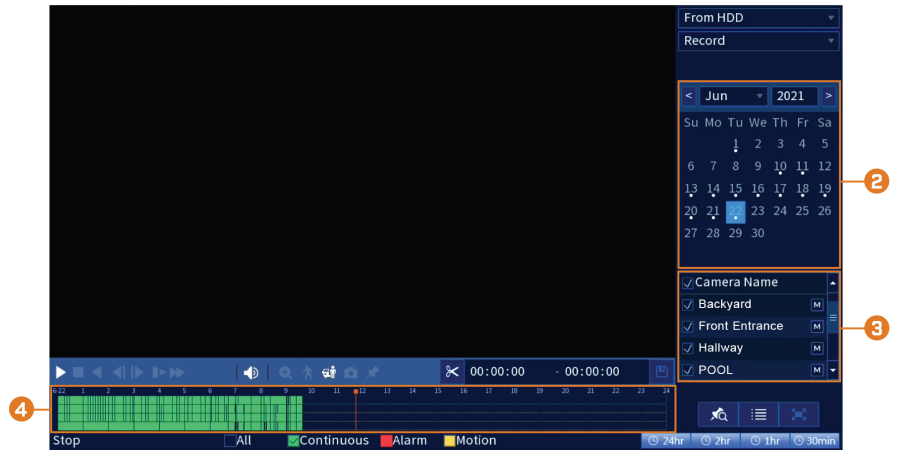 From HDD
Record
< Jun 2021 >
Su Mo Tu We Th Fr Sa
1 2 3 4 5
6 7 8 9 10 11 12
13 14 15 16 17 18 19
20 21 22 23 24 25 26
27 28 29 30
2
Camera Name
Backyard M
Front Entrance M
Hallway M
POOL M
3
00:00:00 - 00:00:00
6-22 1 2 3 4 5 6 7 8 9 10 11 12 13 14 15 16 17 18 19 20 21 22 23 24
4
Stop All Continuous Alarm Motion 24hr 2hr 1hr 30min